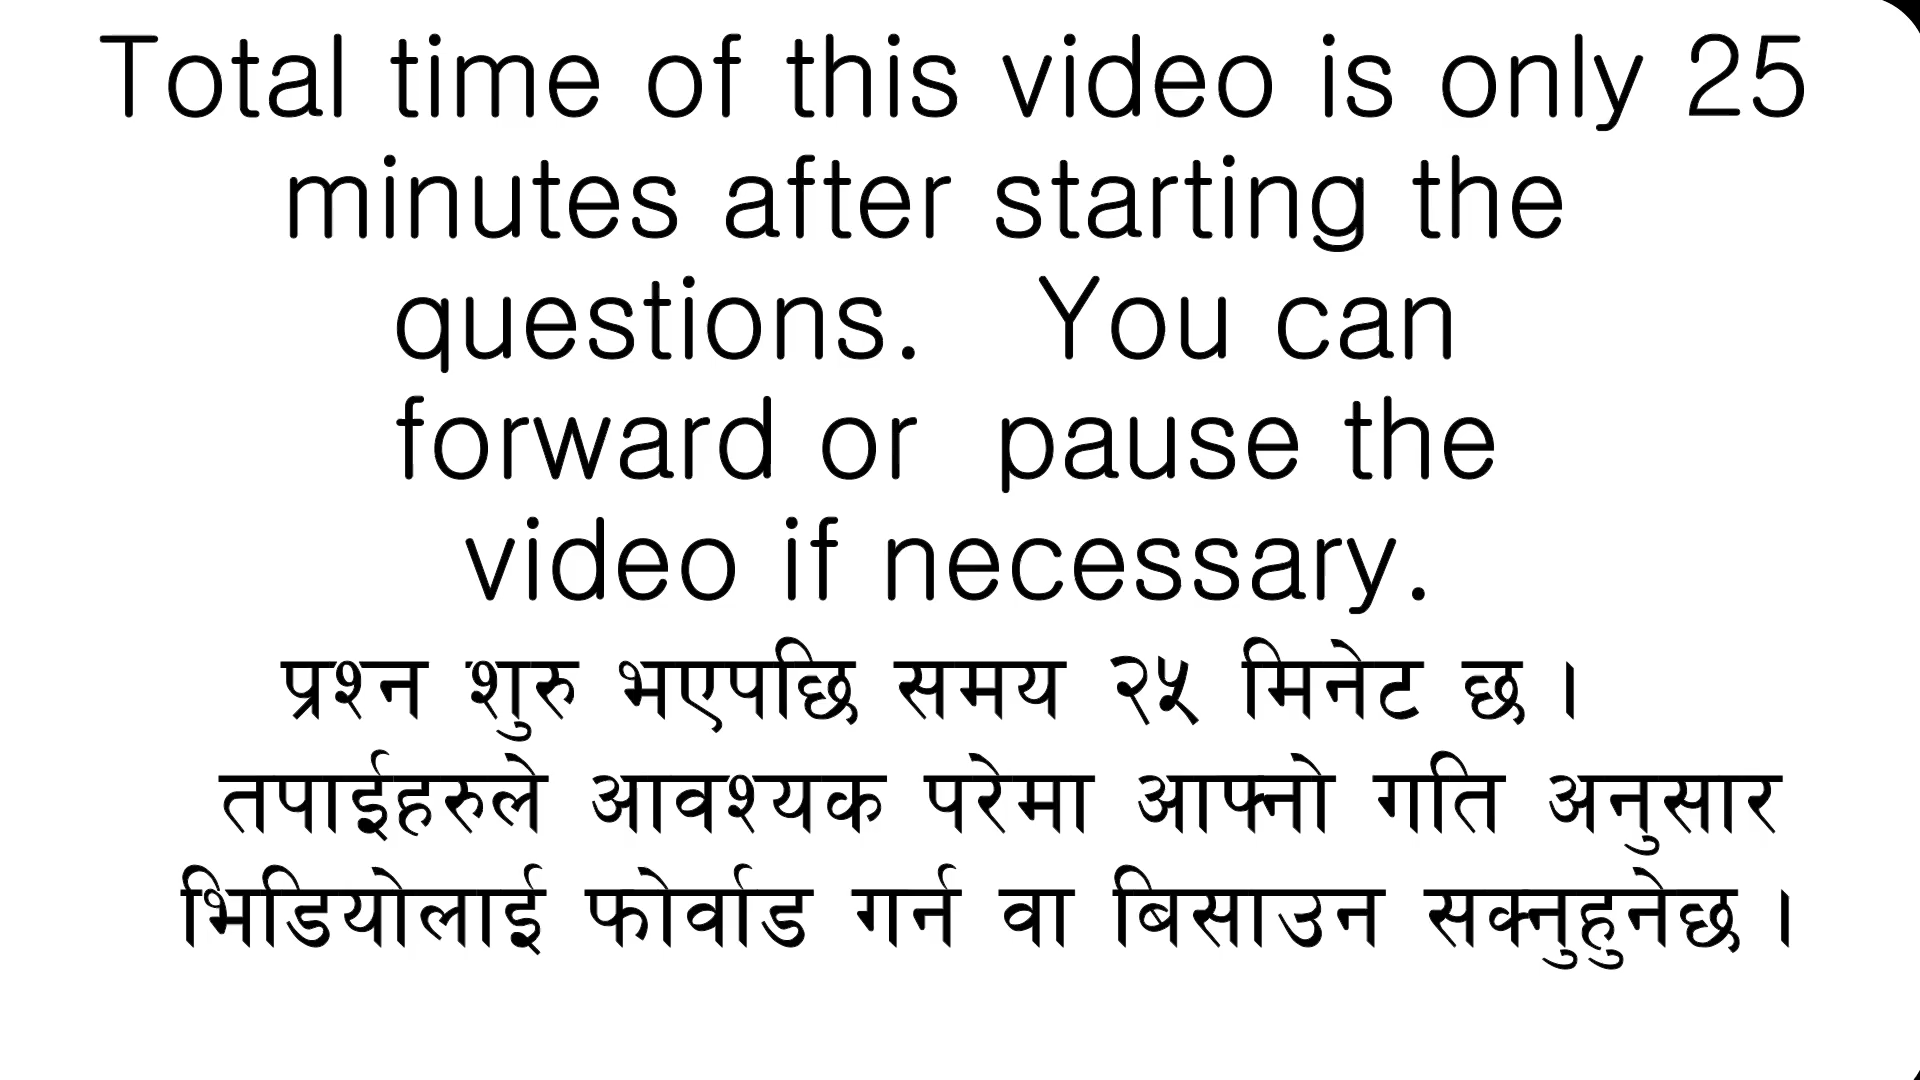 Total time of this video is only 25
minutes after starting the
questions. You can
forward or pause the
video if necessary.
प्रश्न शुरु भएपछि समय २५ मिनेट छ ।
तपाईहरुले आवश्यक परेमा आफ्नो गति अनुसार
भिडियोलाई फोर्वाड गर्न वा बिसाउन सक्नुहुनेछ ।